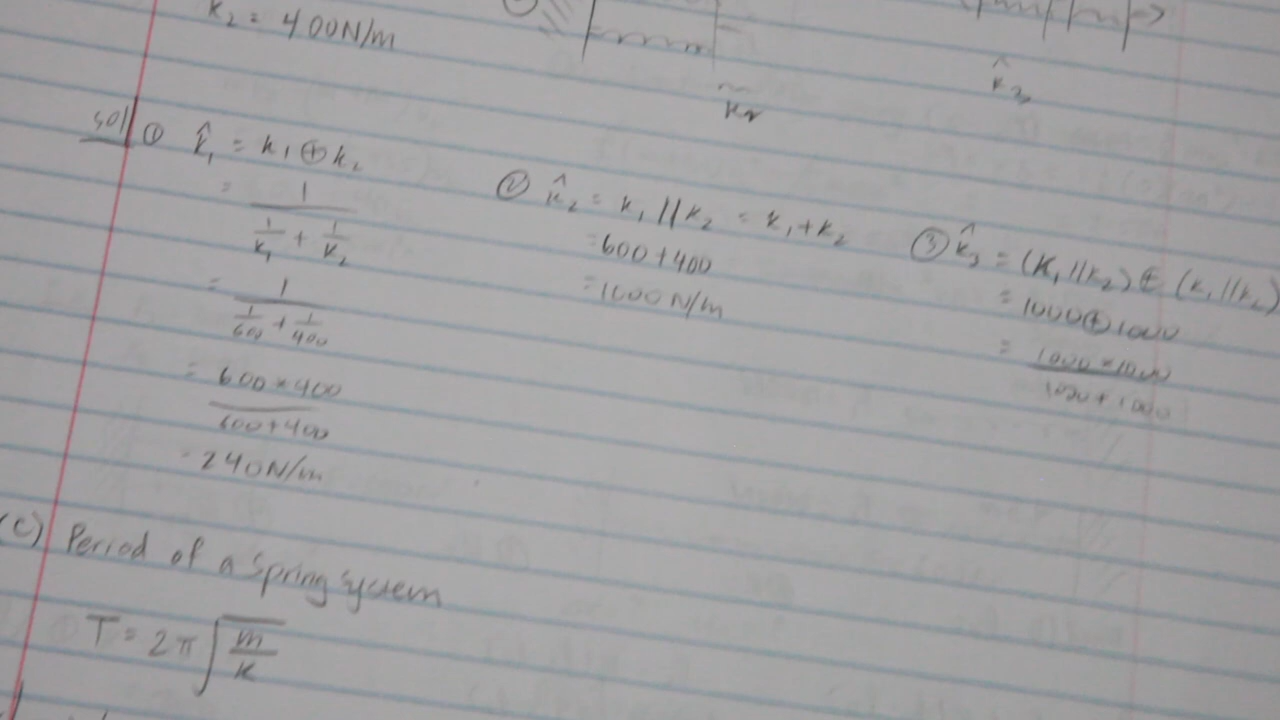 k₂ = 400N/m
k̂₂
k̂₃
sol
① k̂₁ = k₁ ⊕ k₂
= 1 / (1/k₁ + 1/k₂)
= 1 / (1/600 + 1/400)
= 600 × 400 / 600 + 400
= 240N/m
② k̂₂ = k₁ // k₂ = k₁ + k₂
= 600 + 400
= 1000 N/m
③ k̂₃ = (k₁ // k₂) ⊕ (k₁ // k₂)
= 1000 ⊕ 1000
= 1000 × 1000 / 1000 + 1000
(c) Period of a spring system
T = 2π √(m/k)